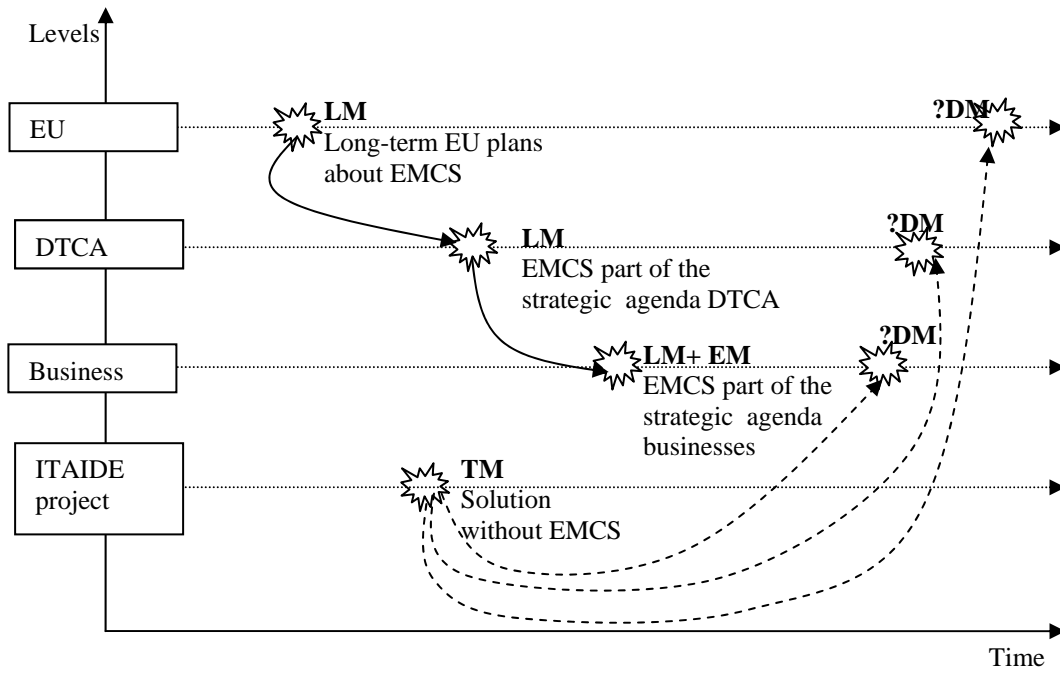 Levels
EU
LM
Long-term EU plans
about EMCS
?DM
DTCA
LM
EMCS part of the
strategic agenda DTCA
?DM
Business
LM+ EM
EMCS part of the
strategic agenda
businesses
?DM
ITAIDE
project
TM
Solution
without EMCS
Time